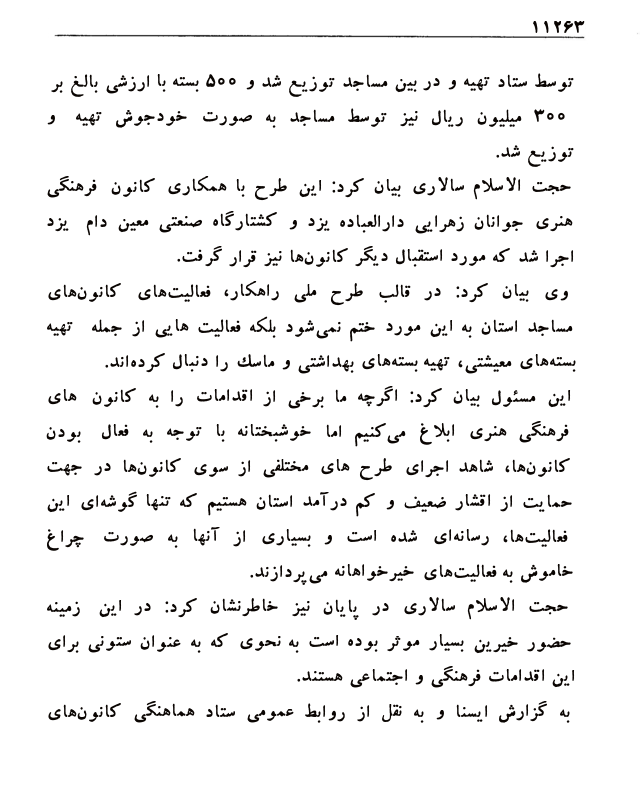 ۱۱۲۶۳
توسط ستاد تهیه و در بین مساجد توزیع شد و ۵۰۰ بسته با ارزشی بالغ بر
۳۰۰ میلیون ریال نیز توسط مساجد به صورت خودجوش تهیه و
توزیع شد.
حجت الاسلام سالاری بیان کرد: این طرح با همکاری کانون فرهنگی
هنری جوانان زهرایی دارالعباده یزد و کشتارگاه صنعتی معین دام یزد
اجرا شد که مورد استقبال دیگر کانون‌ها نیز قرار گرفت.
وی بیان کرد: در قالب طرح ملی راهکار، فعالیت‌های کانون‌های
مساجد استان به این مورد ختم نمی‌شود بلکه فعالیت هایی از جمله تهیه
بسته‌های معیشتی، تهیه بسته‌های بهداشتی و ماسک را دنبال کرده‌اند.
این مسئول بیان کرد: اگرچه ما برخی از اقدامات را به کانون های
فرهنگی هنری ابلاغ می‌کنیم اما خوشبختانه با توجه به فعال بودن
کانون‌ها، شاهد اجرای طرح های مختلفی از سوی کانون‌ها در جهت
حمایت از اقشار ضعیف و کم درآمد استان هستیم که تنها گوشه‌ای این
فعالیت‌ها، رسانه‌ای شده است و بسیاری از آنها به صورت چراغ
خاموش به فعالیت‌های خیرخواهانه می‌پردازند.
حجت الاسلام سالاری در پایان نیز خاطرنشان کرد: در این زمینه
حضور خیرین بسیار موثر بوده است به نحوی که به عنوان ستونی برای
این اقدامات فرهنگی و اجتماعی هستند.
به گزارش ایسنا و به نقل از روابط عمومی ستاد هماهنگی کانون‌های